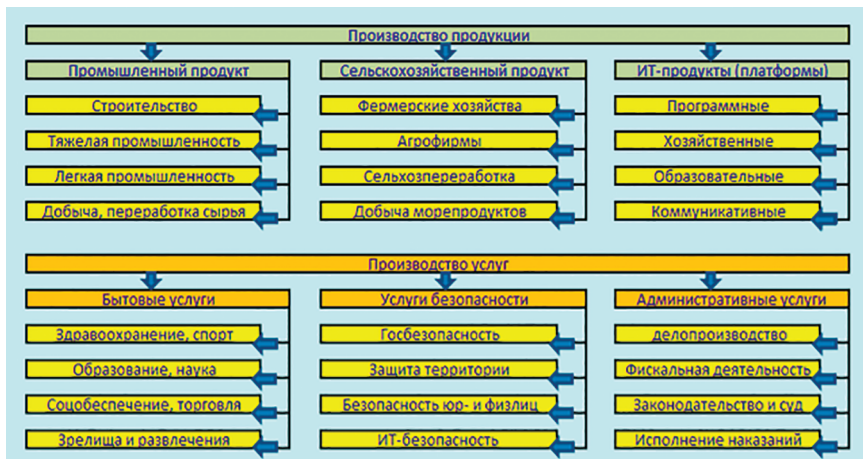 Производство продукции
Промышленный продукт
Сельскохозяйственный продукт
ИТ-продукты (платформы)
Строительство
Фермерские хозяйства
Программные
Тяжелая промышленность
Агрофирмы
Хозяйственные
Легкая промышленность
Сельхозпереработка
Образовательные
Добыча, переработка сырья
Добыча морепродуктов
Коммуникативные
Производство услуг
Бытовые услуги
Услуги безопасности
Административные услуги
Здравоохранение, спорт
Госбезопасность
делопроизводство
Образование, наука
Защита территории
Фискальная деятельность
Соцобеспечение, торговля
Безопасность юр- и физлиц
Законодательство и суд
Зрелища и развлечения
ИТ-безопасность
Исполнение наказаний